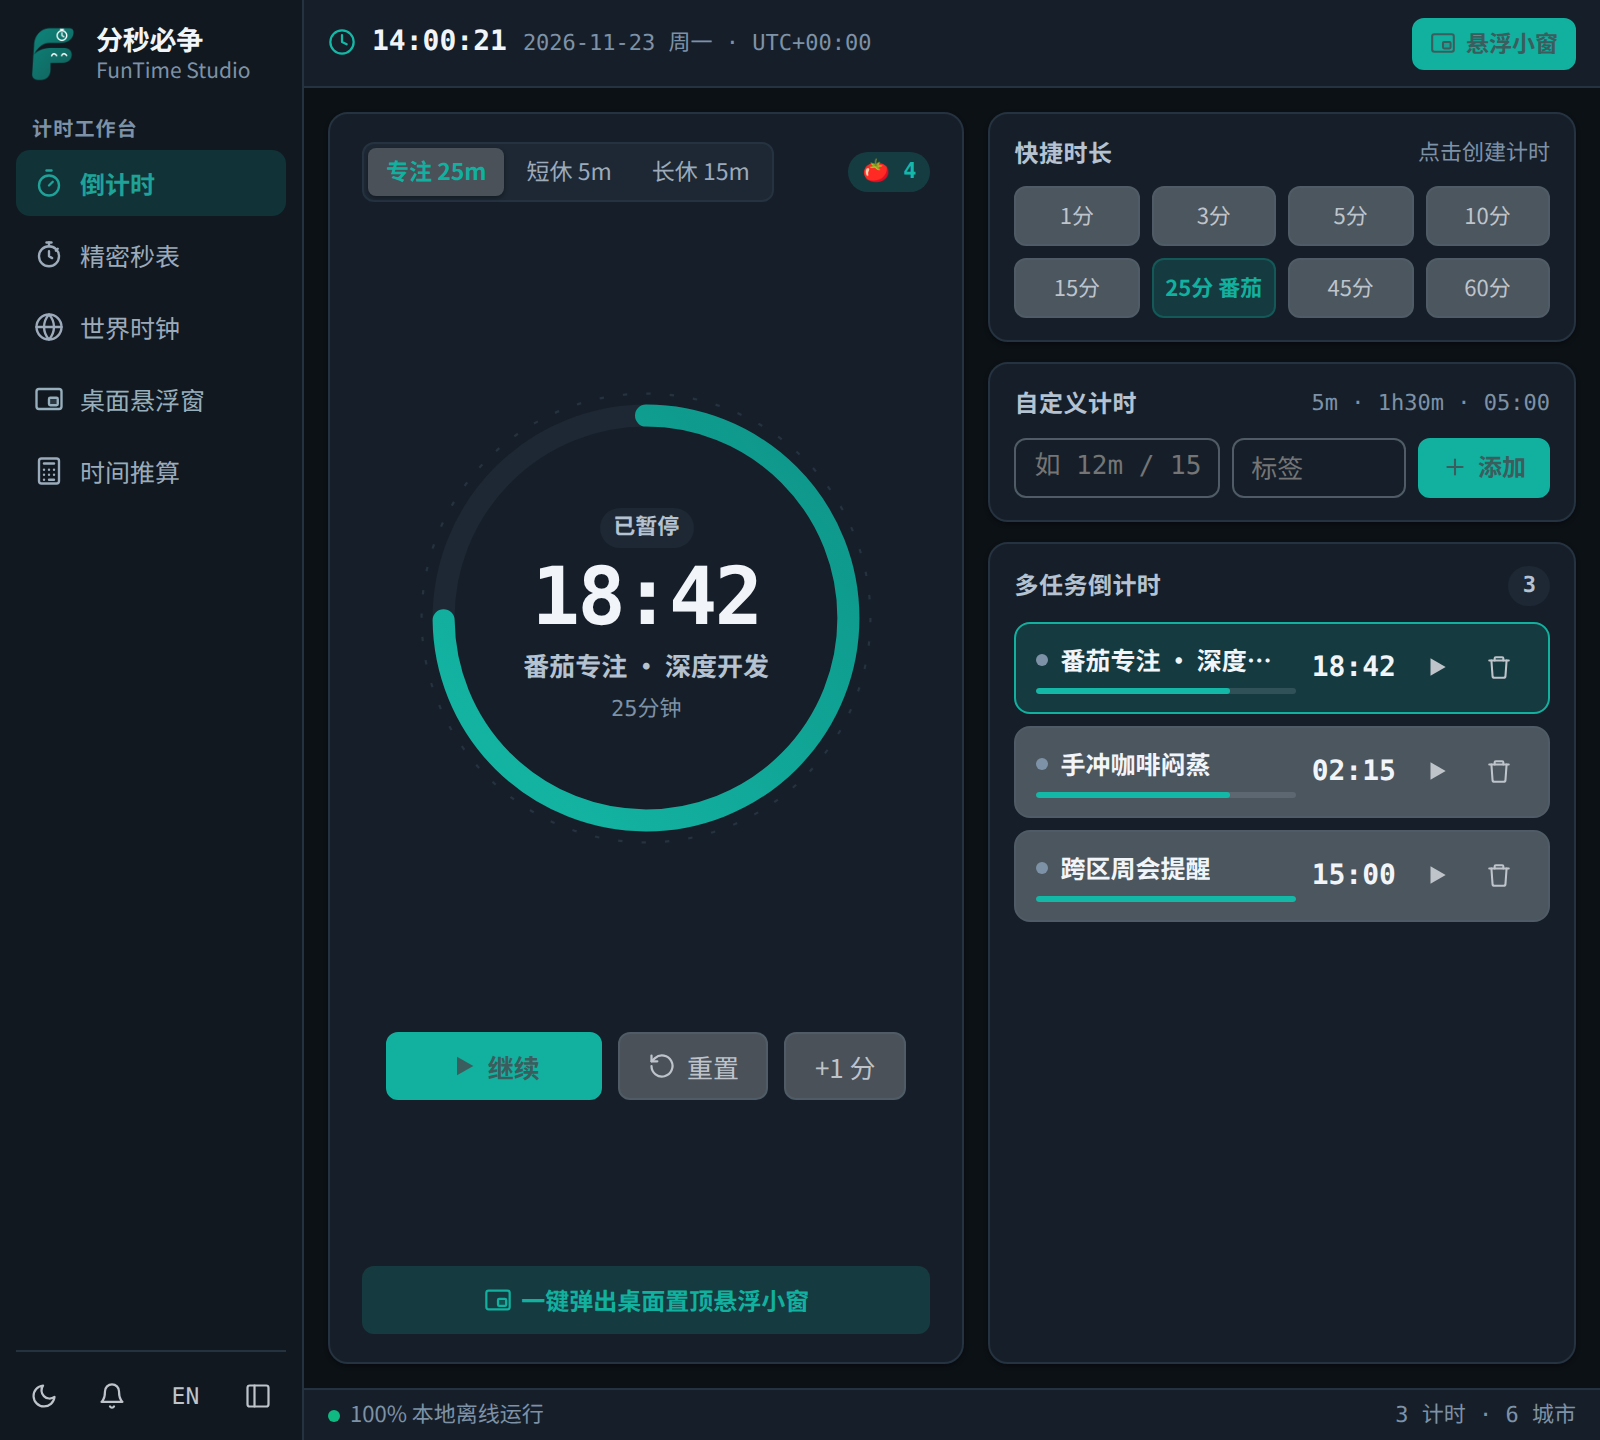 分秒必争
FunTime Studio
计时工作台
倒计时
精密秒表
世界时钟
桌面悬浮窗
时间推算
EN
14:00:21 2026-11-23 周一 · UTC+00:00
悬浮小窗
专注 25m 短休 5m 长休 15m
4
已暂停
18:42
番茄专注 · 深度开发
25分钟
继续 重置 +1 分
一键弹出桌面置顶悬浮小窗
快捷时长 点击创建计时
1分 3分 5分 10分
15分 25分 番茄 45分 60分
自定义计时 5m · 1h30m · 05:00
如 12m / 15 标签 添加
多任务倒计时 3
番茄专注 · 深度… 18:42
手冲咖啡闷蒸 02:15
跨区周会提醒 15:00
100% 本地离线运行
3 计时 · 6 城市